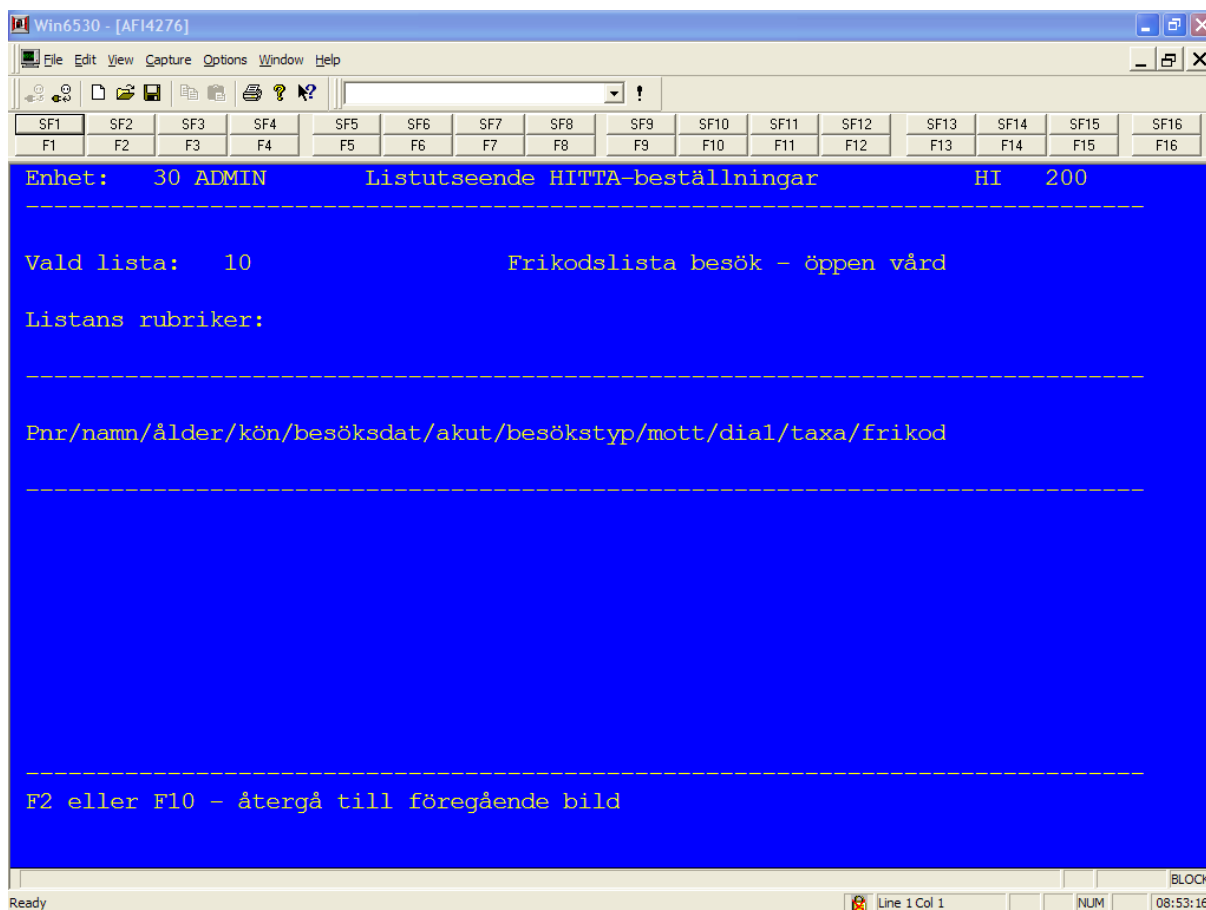 Win6530 - [AFI4276]
File Edit View Capture Options Window Help
SF1 SF2 SF3 SF4 SF5 SF6 SF7 SF8 SF9 SF10 SF11 SF12 SF13 SF14 SF15 SF16
F1 F2 F3 F4 F5 F6 F7 F8 F9 F10 F11 F12 F13 F14 F15 F16
Enhet: 30 ADMIN Listutseende HITTA-beställningar HI 200
Vald lista: 10 Frikodslista besök - öppen vård
Listans rubriker:
Pnr/namn/ålder/kön/besöksdat/akut/besökstyp/mott/dia1/taxa/frikod
F2 eller F10 - återgå till föregående bild
BLOCK
Ready Line 1 Col 1 NUM 08:53:16